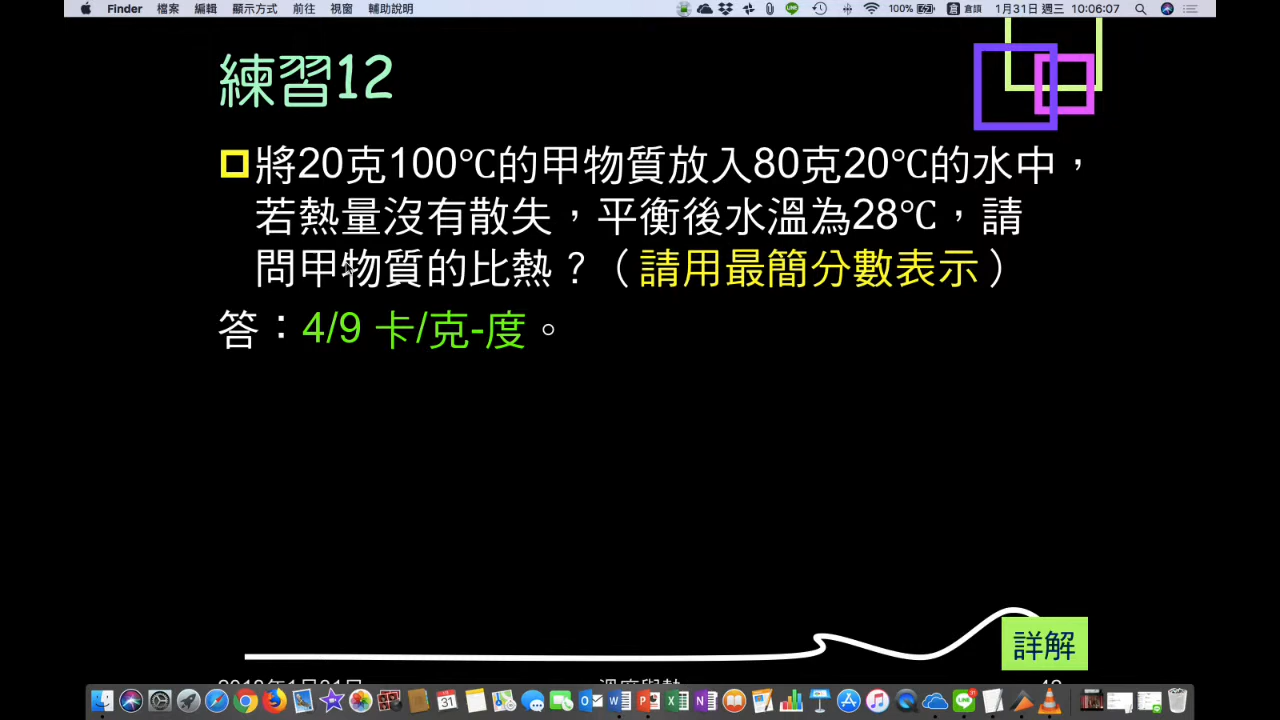 Finder 檔案 編輯 顯示方式 前往 視窗 輔助說明 100% 倉頡 1月31日 週三 10:06:07
練習12
將20克100℃的甲物質放入80克20℃的水中，
若熱量沒有散失，平衡後水溫為28℃，請
問甲物質的比熱？（請用最簡分數表示）
答：4/9 卡/克-度。
詳解